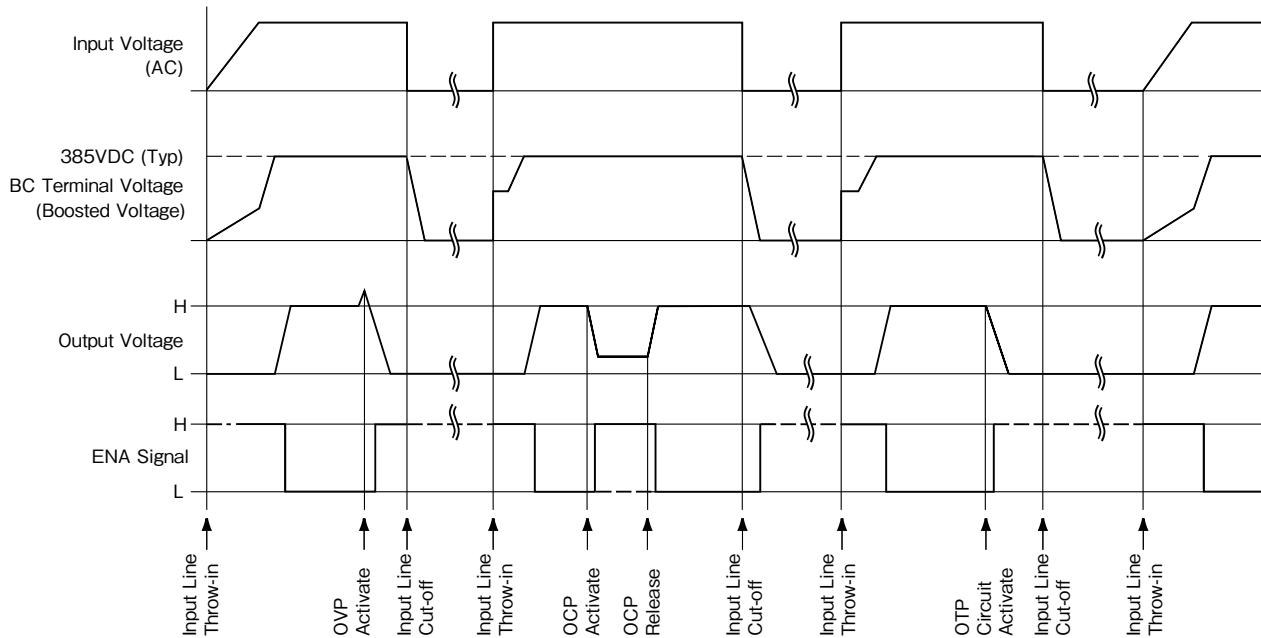 Input Voltage
(AC)
385VDC (Typ)
BC Terminal Voltage
(Boosted Voltage)
H
Output Voltage
L
H
ENA Signal
L
Input Line
Throw-in
OVP
Activate
Input Line
Cut-off
Input Line
Throw-in
OCP
Activate
OCP
Release
Input Line
Cut-off
Input Line
Throw-in
OTP
Circuit
Activate
Input Line
Cut-off
Input Line
Throw-in